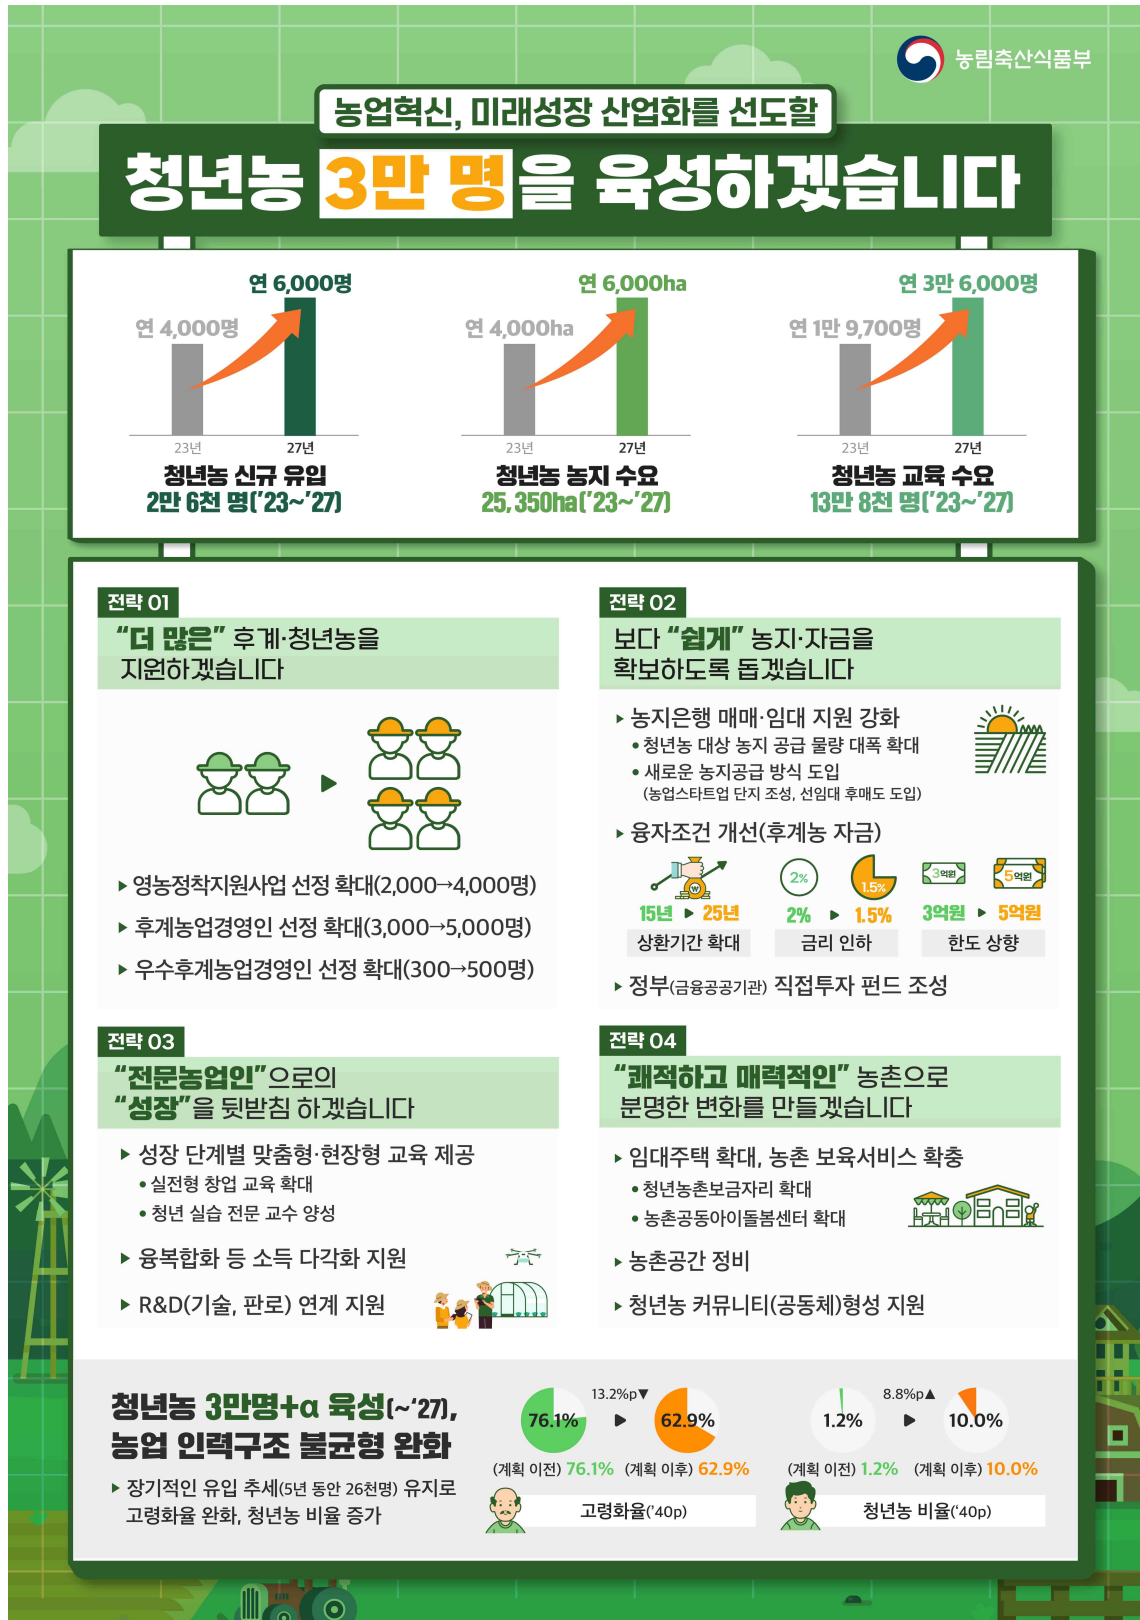 농림축산식품부
농업혁신, 미래성장 산업화를 선도할
청년농 3만 명을 육성하겠습니다
연 4,000명
연 6,000명
23년
27년
청년농 신규 유입
2만 6천 명('23~'27)
연 4,000ha
연 6,000ha
23년
27년
청년농 농지 수요
25,350ha('23~'27)
연 1만 9,700명
연 3만 6,000명
23년
27년
청년농 교육 수요
13만 8천 명('23~'27)
전략 01
“더 많은” 후계·청년농을
지원하겠습니다
▸ 영농정착지원사업 선정 확대(2,000→4,000명)
▸ 후계농업경영인 선정 확대(3,000→5,000명)
▸ 우수후계농업경영인 선정 확대(300→500명)
전략 02
보다 “쉽게” 농지·자금을
확보하도록 돕겠습니다
▸ 농지은행 매매·임대 지원 강화
• 청년농 대상 농지 공급 물량 대폭 확대
• 새로운 농지공급 방식 도입
(농업스타트업 단지 조성, 선임대 후매도 도입)
▸ 융자조건 개선(후계농 자금)
2%
1.5%
3억원
5억원
15년 ▸ 25년
상환기간 확대
2% ▸ 1.5%
금리 인하
3억원 ▸ 5억원
한도 상향
▸ 정부(금융공공기관) 직접투자 펀드 조성
전략 03
“전문농업인”으로의
“성장”을 뒷받침 하겠습니다
▸ 성장 단계별 맞춤형·현장형 교육 제공
• 실전형 창업 교육 확대
• 청년 실습 전문 교수 양성
▸ 융복합화 등 소득 다각화 지원
▸ R&D(기술, 판로) 연계 지원
전략 04
“쾌적하고 매력적인” 농촌으로
분명한 변화를 만들겠습니다
▸ 임대주택 확대, 농촌 보육서비스 확충
• 청년농촌보금자리 확대
• 농촌공동아이돌봄센터 확대
▸ 농촌공간 정비
▸ 청년농 커뮤니티(공동체)형성 지원
청년농 3만명+α 육성(~‘27),
농업 인력구조 불균형 완화
▸ 장기적인 유입 추세(5년 동안 26천명) 유지로
고령화율 완화, 청년농 비율 증가
13.2%p▼
76.1%
62.9%
(계획 이전) 76.1% (계획 이후) 62.9%
고령화율('40p)
8.8%p▲
1.2%
10.0%
(계획 이전) 1.2% (계획 이후) 10.0%
청년농 비율(‘40p)